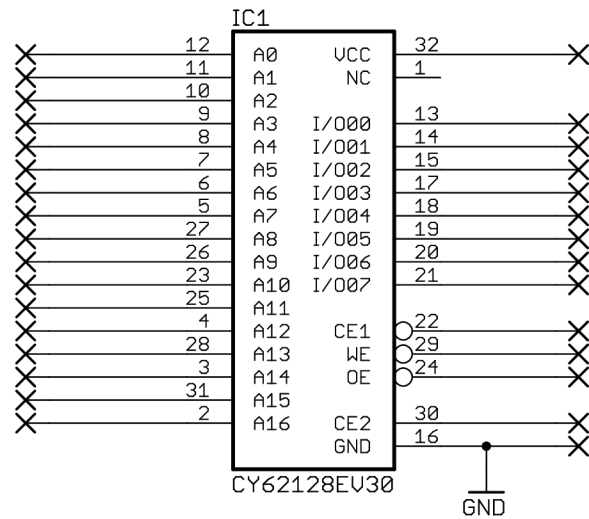 IC1
12 A0 VCC 32
11 A1 NC 1
10 A2
9 A3 I/O00 13
8 A4 I/O01 14
7 A5 I/O02 15
6 A6 I/O03 17
5 A7 I/O04 18
27 A8 I/O05 19
26 A9 I/O06 20
23 A10 I/O07 21
25 A11
4 A12 CE1 22
28 A13 WE 29
3 A14 OE 24
31 A15
2 A16 CE2 30
GND 16
CY62128EV30
GND